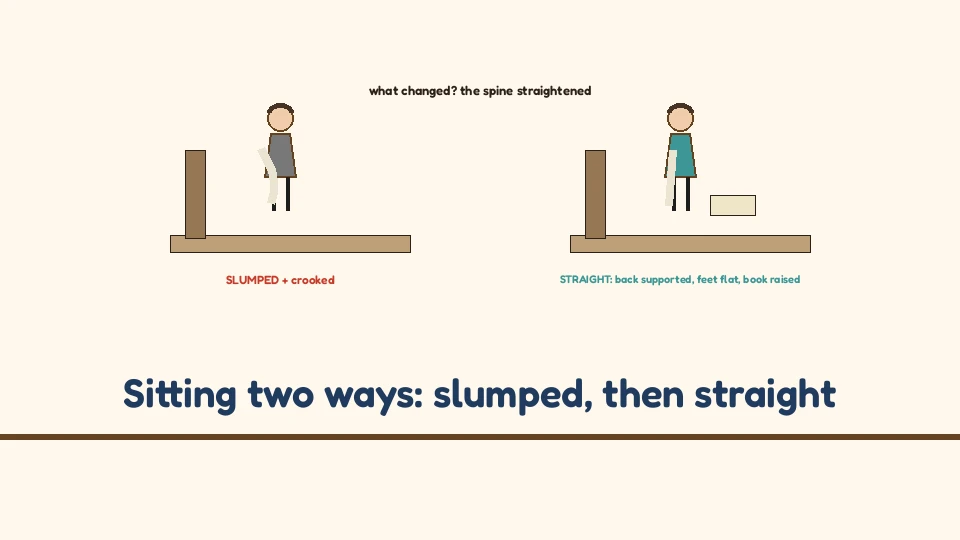 what changed? the spine straightened
SLUMPED + crooked
STRAIGHT: back supported, feet flat, book raised
Sitting two ways: slumped, then straight